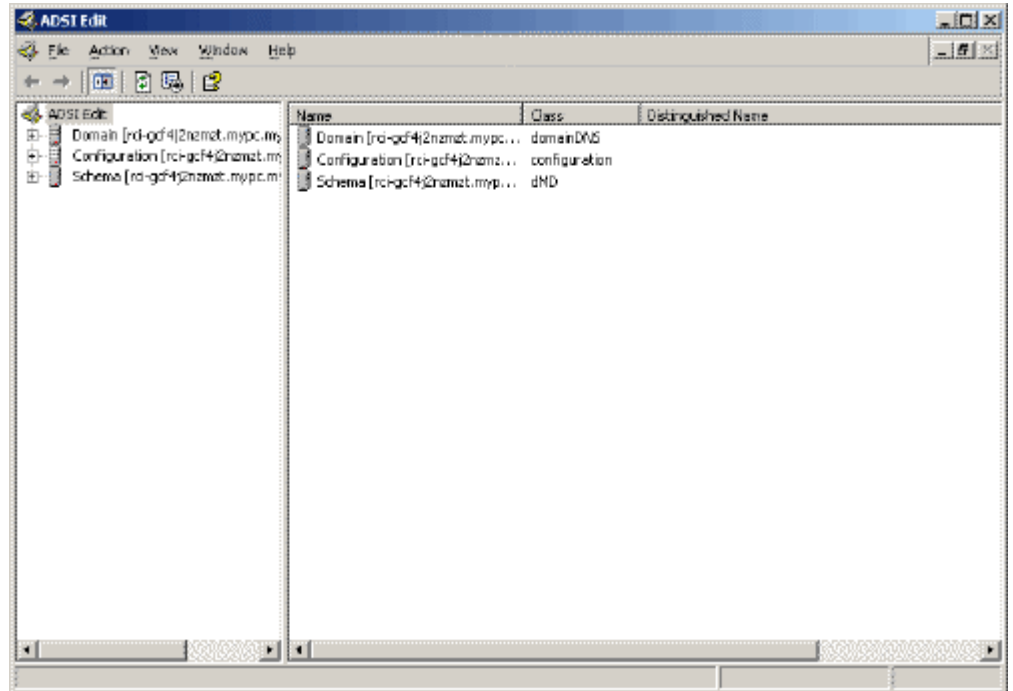 ADSI Edit
File Action View Window Help
ADSI Edit
Domain [rci-gcf4j2nzmzt.mypc.my
Configuration [rci-gcf4j2nzmzt.my
Schema [rci-gcf4j2nzmzt.mypc.m
Name Class Distinguished Name
Domain [rci-gcf4j2nzmzt.mypc... domainDNS
Configuration [rci-gcf4j2nzmz... configuration
Schema [rci-gcf4j2nzmzt.myp... dMD